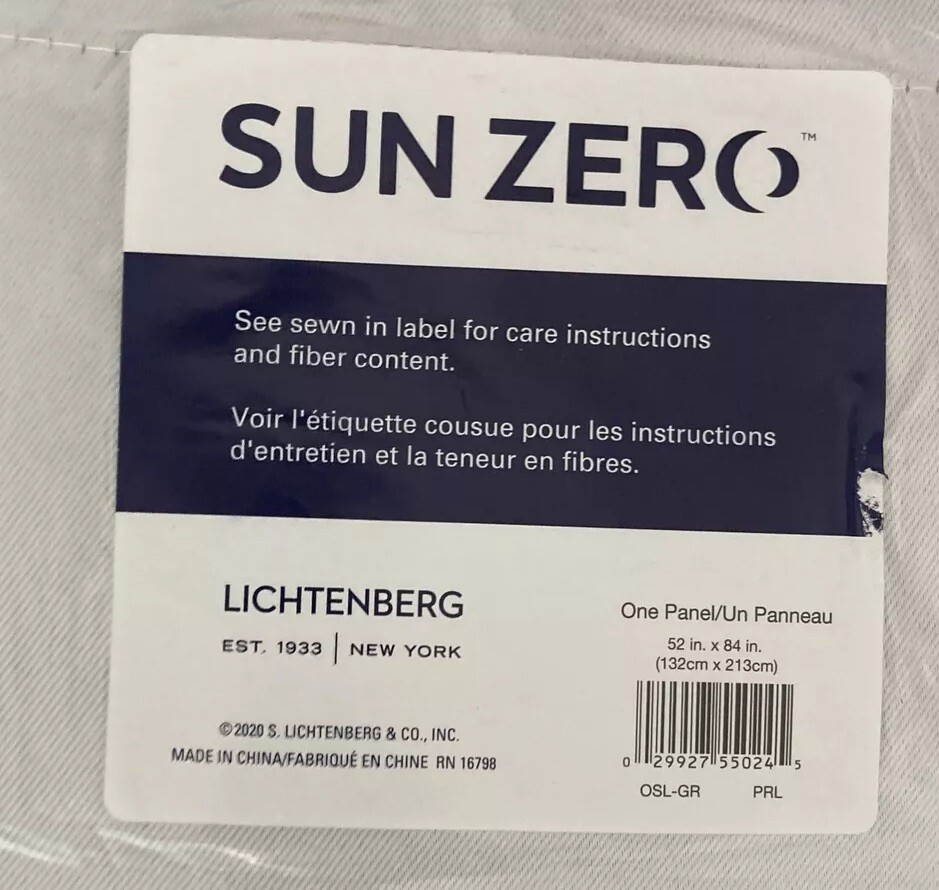 SUN ZERO™
See sewn in label for care instructions
and fiber content.
Voir l'étiquette cousue pour les instructions
d'entretien et la teneur en fibres.
LICHTENBERG
EST. 1933 | NEW YORK
©2020 S. LICHTENBERG & CO., INC.
MADE IN CHINA/FABRIQUÉ EN CHINE RN 16798
One Panel/Un Panneau
52 in. x 84 in.
(132cm x 213cm)
0 29927 55024 5
OSL-GR PRL